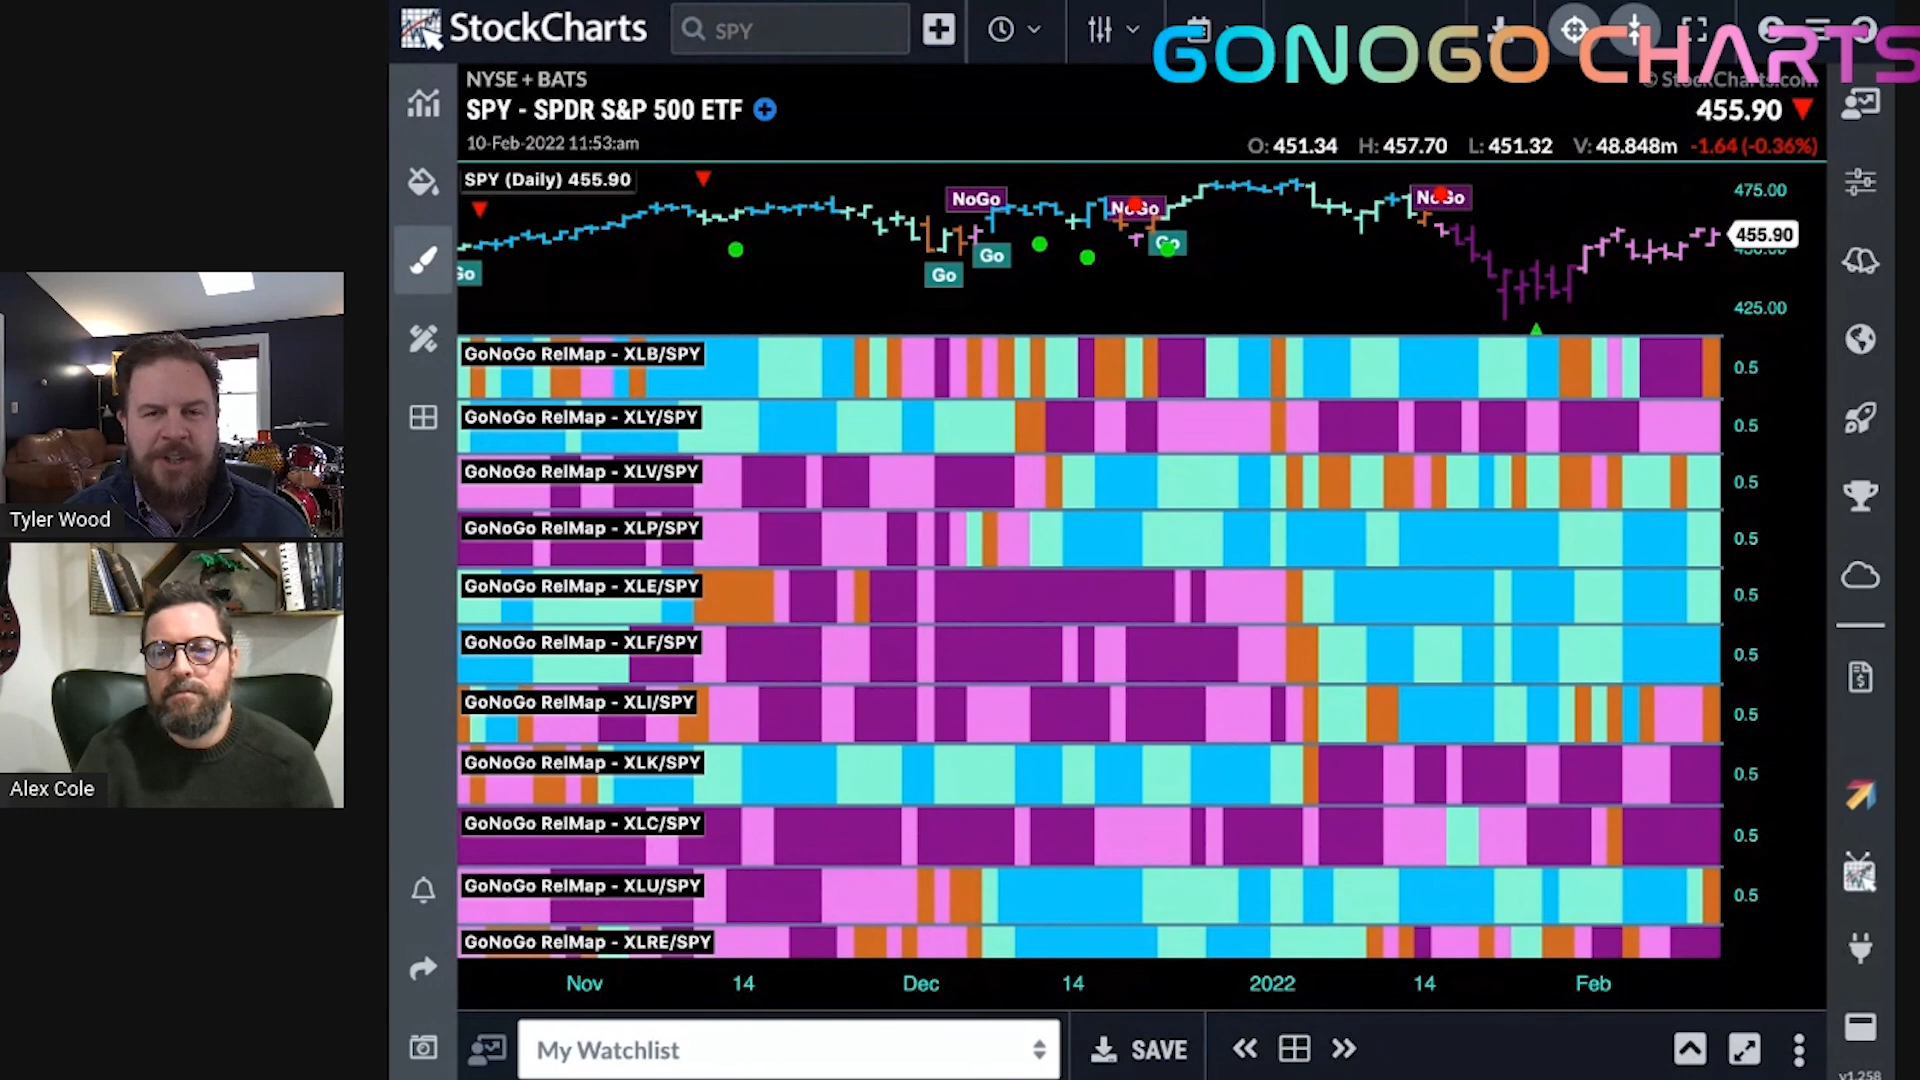 StockCharts
SPY
GONOGO CHARTS
NYSE + BATS
© StockCharts.com
SPY - SPDR S&P 500 ETF
455.90
10-Feb-2022 11:53:am
O: 451.34 H: 457.70 L: 451.32 V: 48.848m -1.64 (-0.36%)
SPY (Daily) 455.90
475.00
NoGo
NoGo
NoGo
455.90
Go
Go
Go
Go
425.00
GoNoGo RelMap - XLB/SPY
0.5
GoNoGo RelMap - XLY/SPY
0.5
GoNoGo RelMap - XLV/SPY
0.5
GoNoGo RelMap - XLP/SPY
0.5
GoNoGo RelMap - XLE/SPY
0.5
GoNoGo RelMap - XLF/SPY
0.5
GoNoGo RelMap - XLI/SPY
0.5
GoNoGo RelMap - XLK/SPY
0.5
GoNoGo RelMap - XLC/SPY
0.5
GoNoGo RelMap - XLU/SPY
0.5
GoNoGo RelMap - XLRE/SPY
Nov 14 Dec 14 2022 14 Feb
My Watchlist
SAVE
v1.258
Tyler Wood
Alex Cole